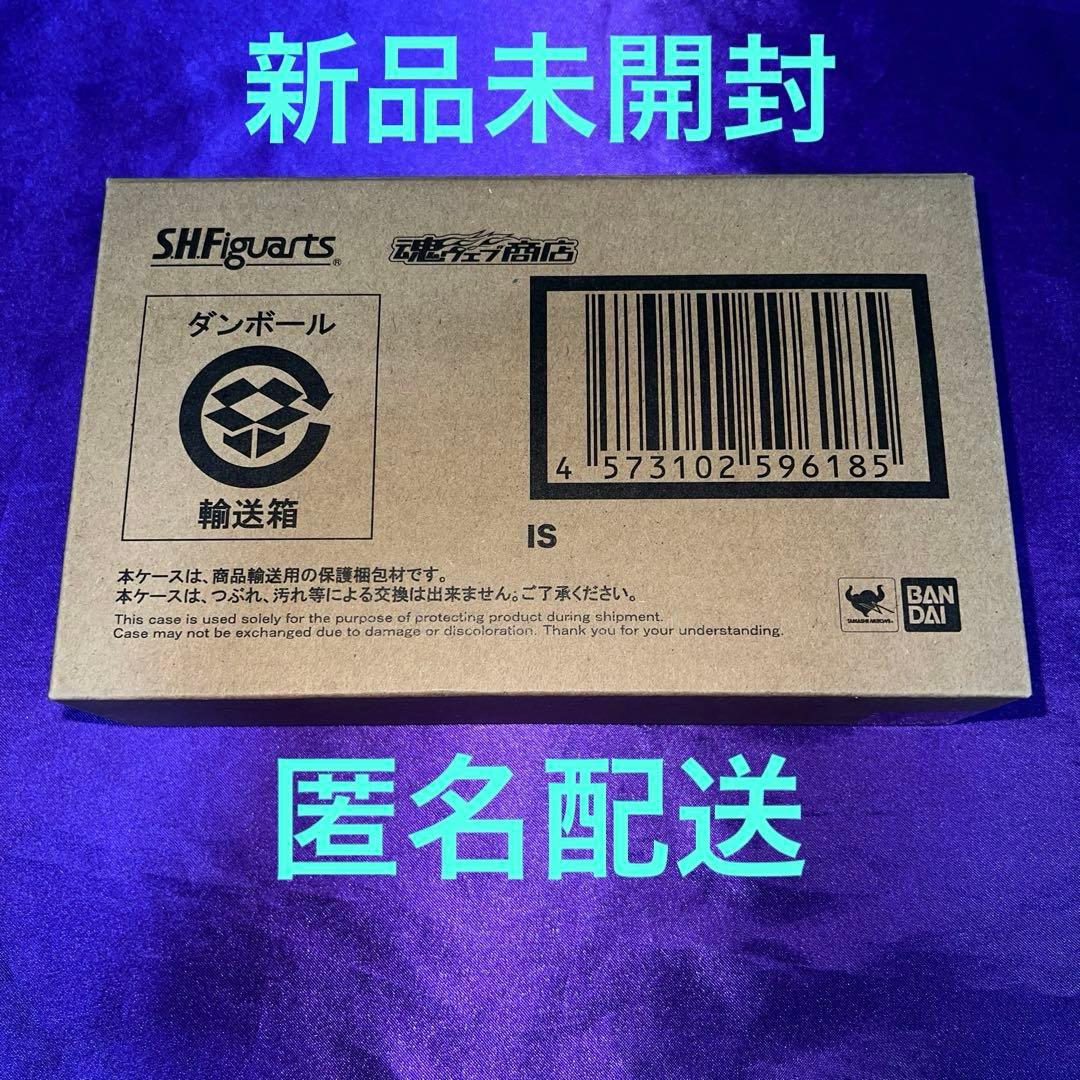 新品未開封
S.H.Figuarts®
魂ウェブ商店
ダンボール
輸送箱
4 573102 596185
IS
本ケースは、商品輸送用の保護梱包材です。
本ケースは、つぶれ、汚れ等による交換は出来ません。ご了承ください。
This case is used solely for the purpose of protecting product during shipment.
Case may not be exchanged due to damage or discoloration. Thank you for your understanding.
TAMASHII NATIONS
BAN
DAI
匿名配送